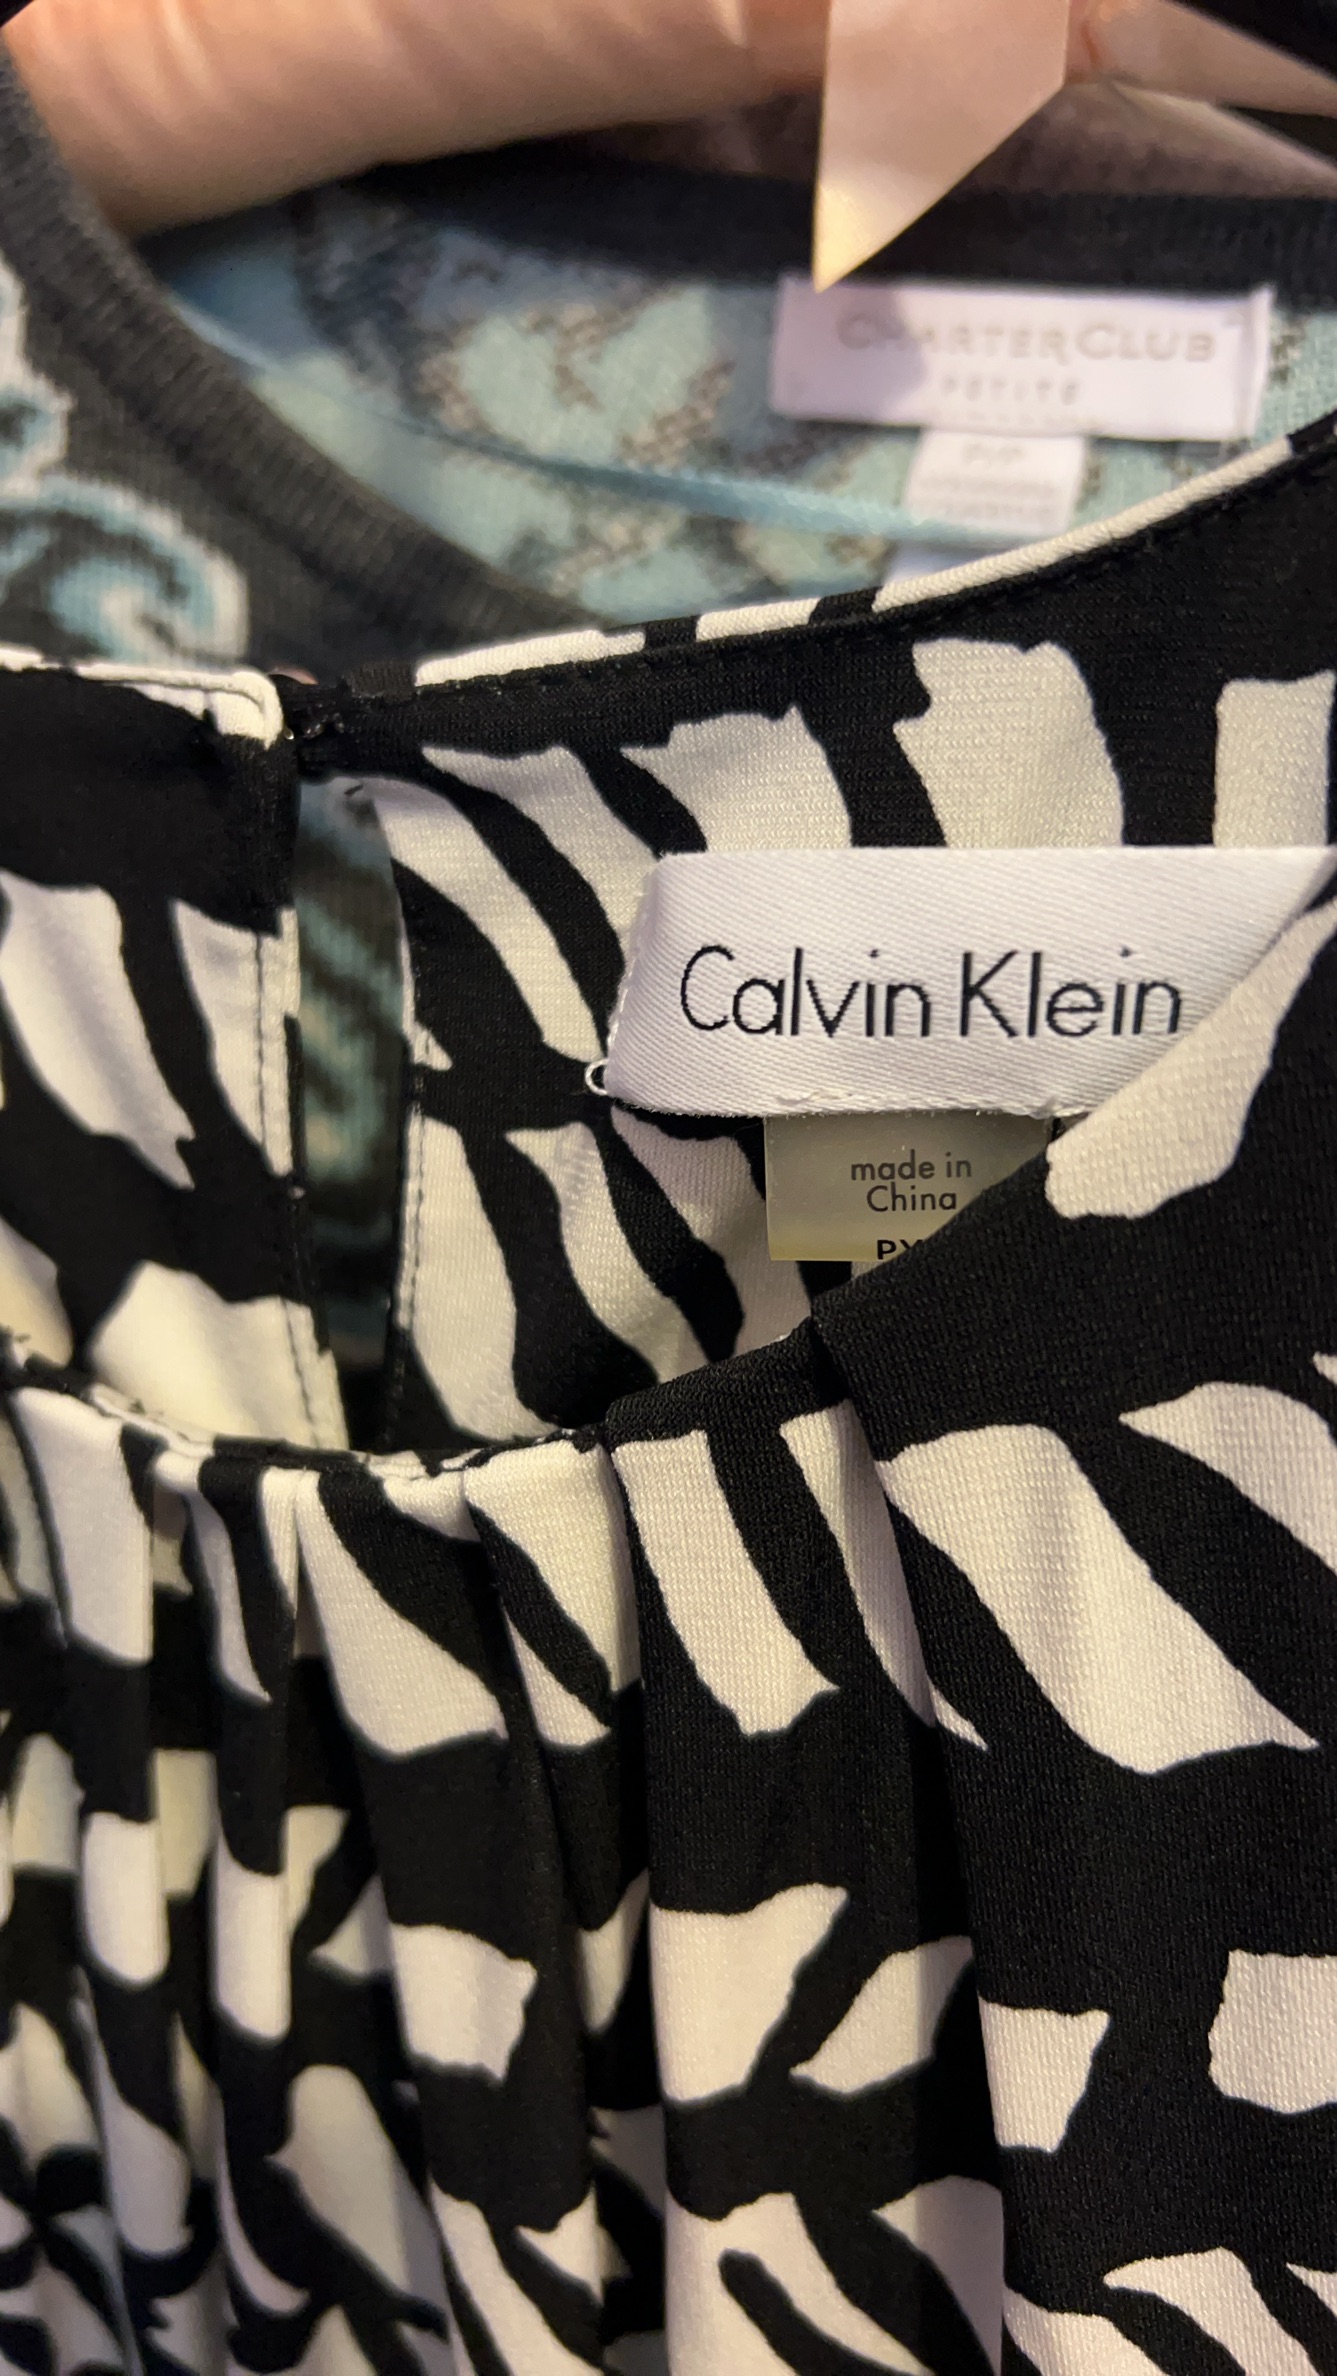 CHARTER CLUB
PETITE
Calvin Klein
made in
China